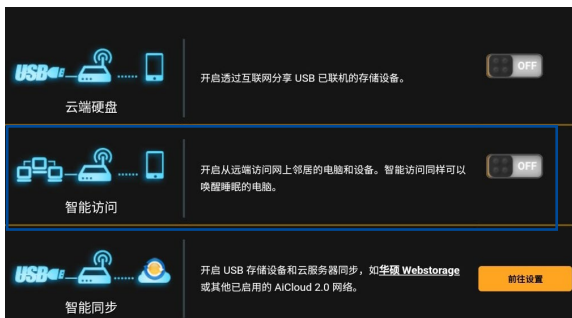 USB
开启透过互联网分享 USB 已联机的存储设备。
OFF
云端硬盘
开启从远端访问网上邻居的电脑和设备。智能访问同样可以
唤醒睡眠的电脑。
OFF
智能访问
USB
开启 USB 存储设备和云服务器同步，如华硕 Webstorage
或其他已启用的 AiCloud 2.0 网络。
前往设置
智能同步